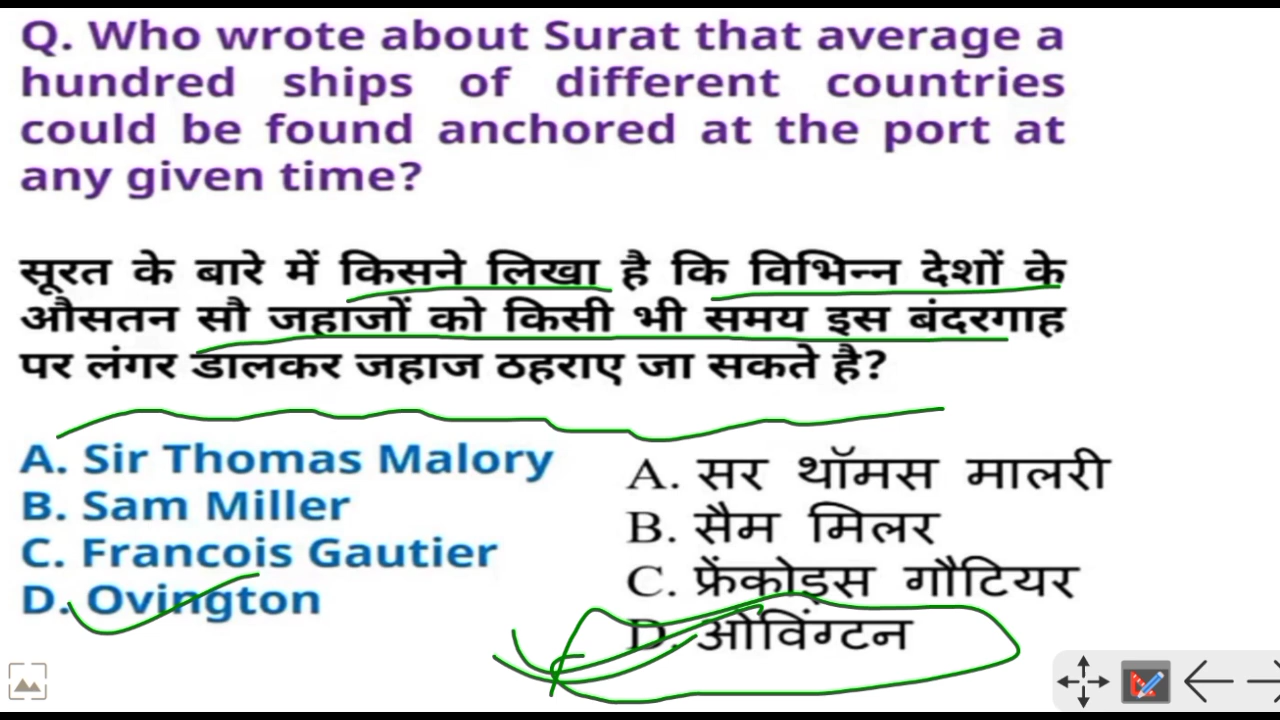 Q. Who wrote about Surat that average a
hundred ships of different countries
could be found anchored at the port at
any given time?
सूरत के बारे में किसने लिखा है कि विभिन्न देशों के
औसतन सौ जहाजों को किसी भी समय इस बंदरगाह
पर लंगर डालकर जहाज ठहराए जा सकते है?
A. Sir Thomas Malory
B. Sam Miller
C. Francois Gautier
D. Ovington
A. सर थॉमस मालरी
B. सैम मिलर
C. फ्रेंकोइस गौटियर
D. ओविंग्टन